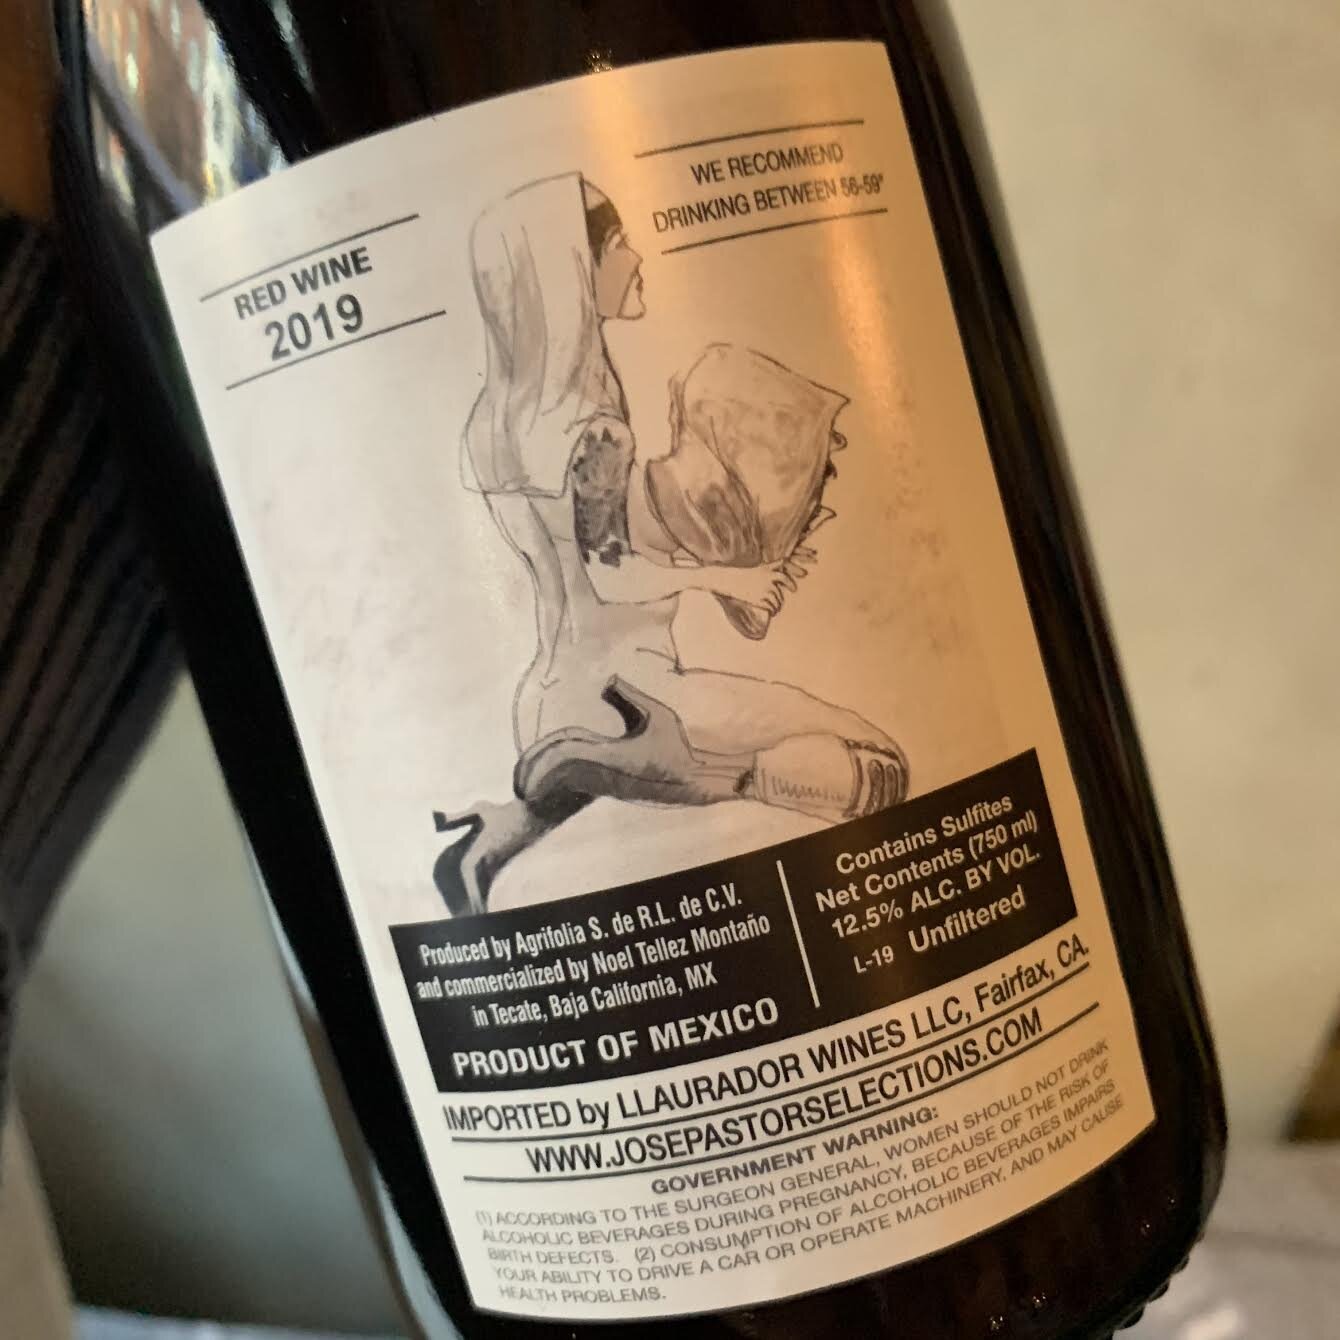 RED WINE
2019
WE RECOMMEND
DRINKING BETWEEN 56-59°
Produced by Agrifolia S. de R.L. de C.V.
and commercialized by Noel Tellez Montaño
in Tecate, Baja California, MX
PRODUCT OF MEXICO
Contains Sulfites
Net Contents (750 ml)
12.5% ALC. BY VOL.
L-19 Unfiltered
IMPORTED by LLAURADOR WINES LLC, Fairfax, CA.
WWW.JOSEPASTORSELECTIONS.COM
GOVERNMENT WARNING:
(1) ACCORDING TO THE SURGEON GENERAL, WOMEN SHOULD NOT DRINK
ALCOHOLIC BEVERAGES DURING PREGNANCY, BECAUSE OF THE RISK OF
BIRTH DEFECTS. (2) CONSUMPTION OF ALCOHOLIC BEVERAGES IMPAIRS
YOUR ABILITY TO DRIVE A CAR OR OPERATE MACHINERY, AND MAY CAUSE
HEALTH PROBLEMS.